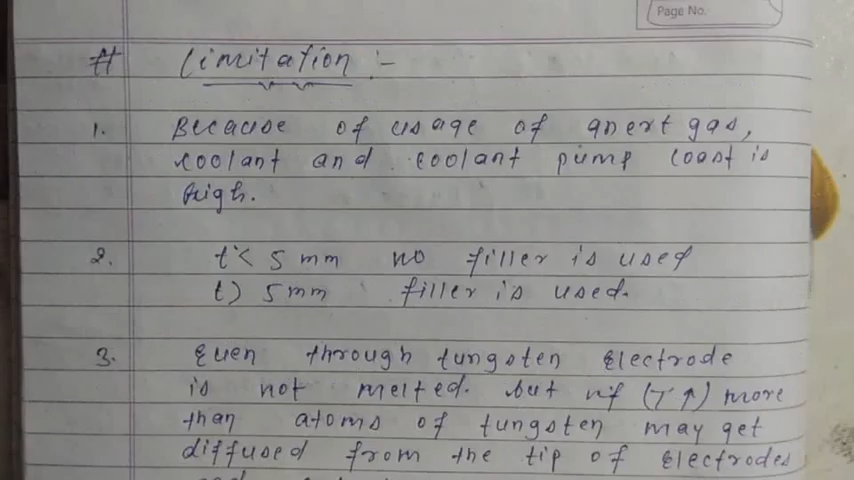 Page No.
# Limitation :-
1. Because of usage of anert gas,
coolant and coolant pump coast is
high.
2. t < 5 mm no filler is used
t > 5 mm filler is used.
3. Even through tungsten electrode
is not melted. but if (T↑) more
than atoms of tungsten may get
diffused from the tip of electrodes